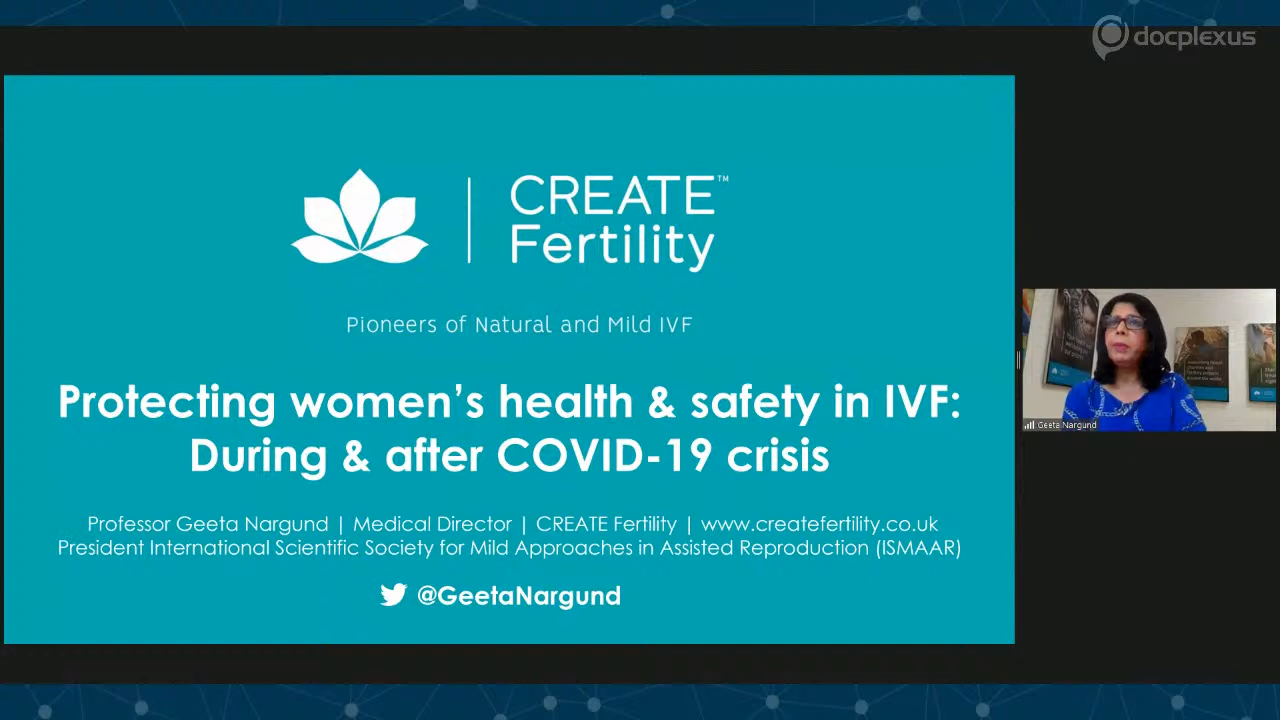 docplexus
CREATE™
Fertility
Pioneers of Natural and Mild IVF
Protecting women’s health & safety in IVF:
During & after COVID-19 crisis
Professor Geeta Nargund | Medical Director | CREATE Fertility | www.createfertility.co.uk
President International Scientific Society for Mild Approaches in Assisted Reproduction (ISMAAR)
@GeetaNargund
Geeta Nargund